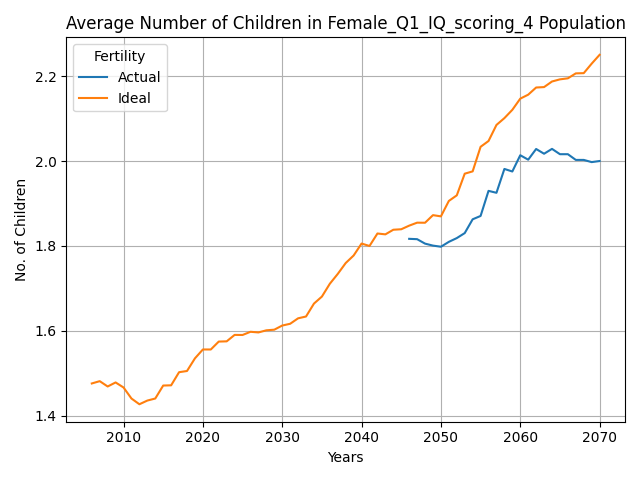 Average Number of Children in Female_Q1_IQ_scoring_4 Population
Fertility
Actual
Ideal
No. of Children
2.2
2.0
1.8
1.6
1.4
2010 2020 2030 2040 2050 2060 2070
Years